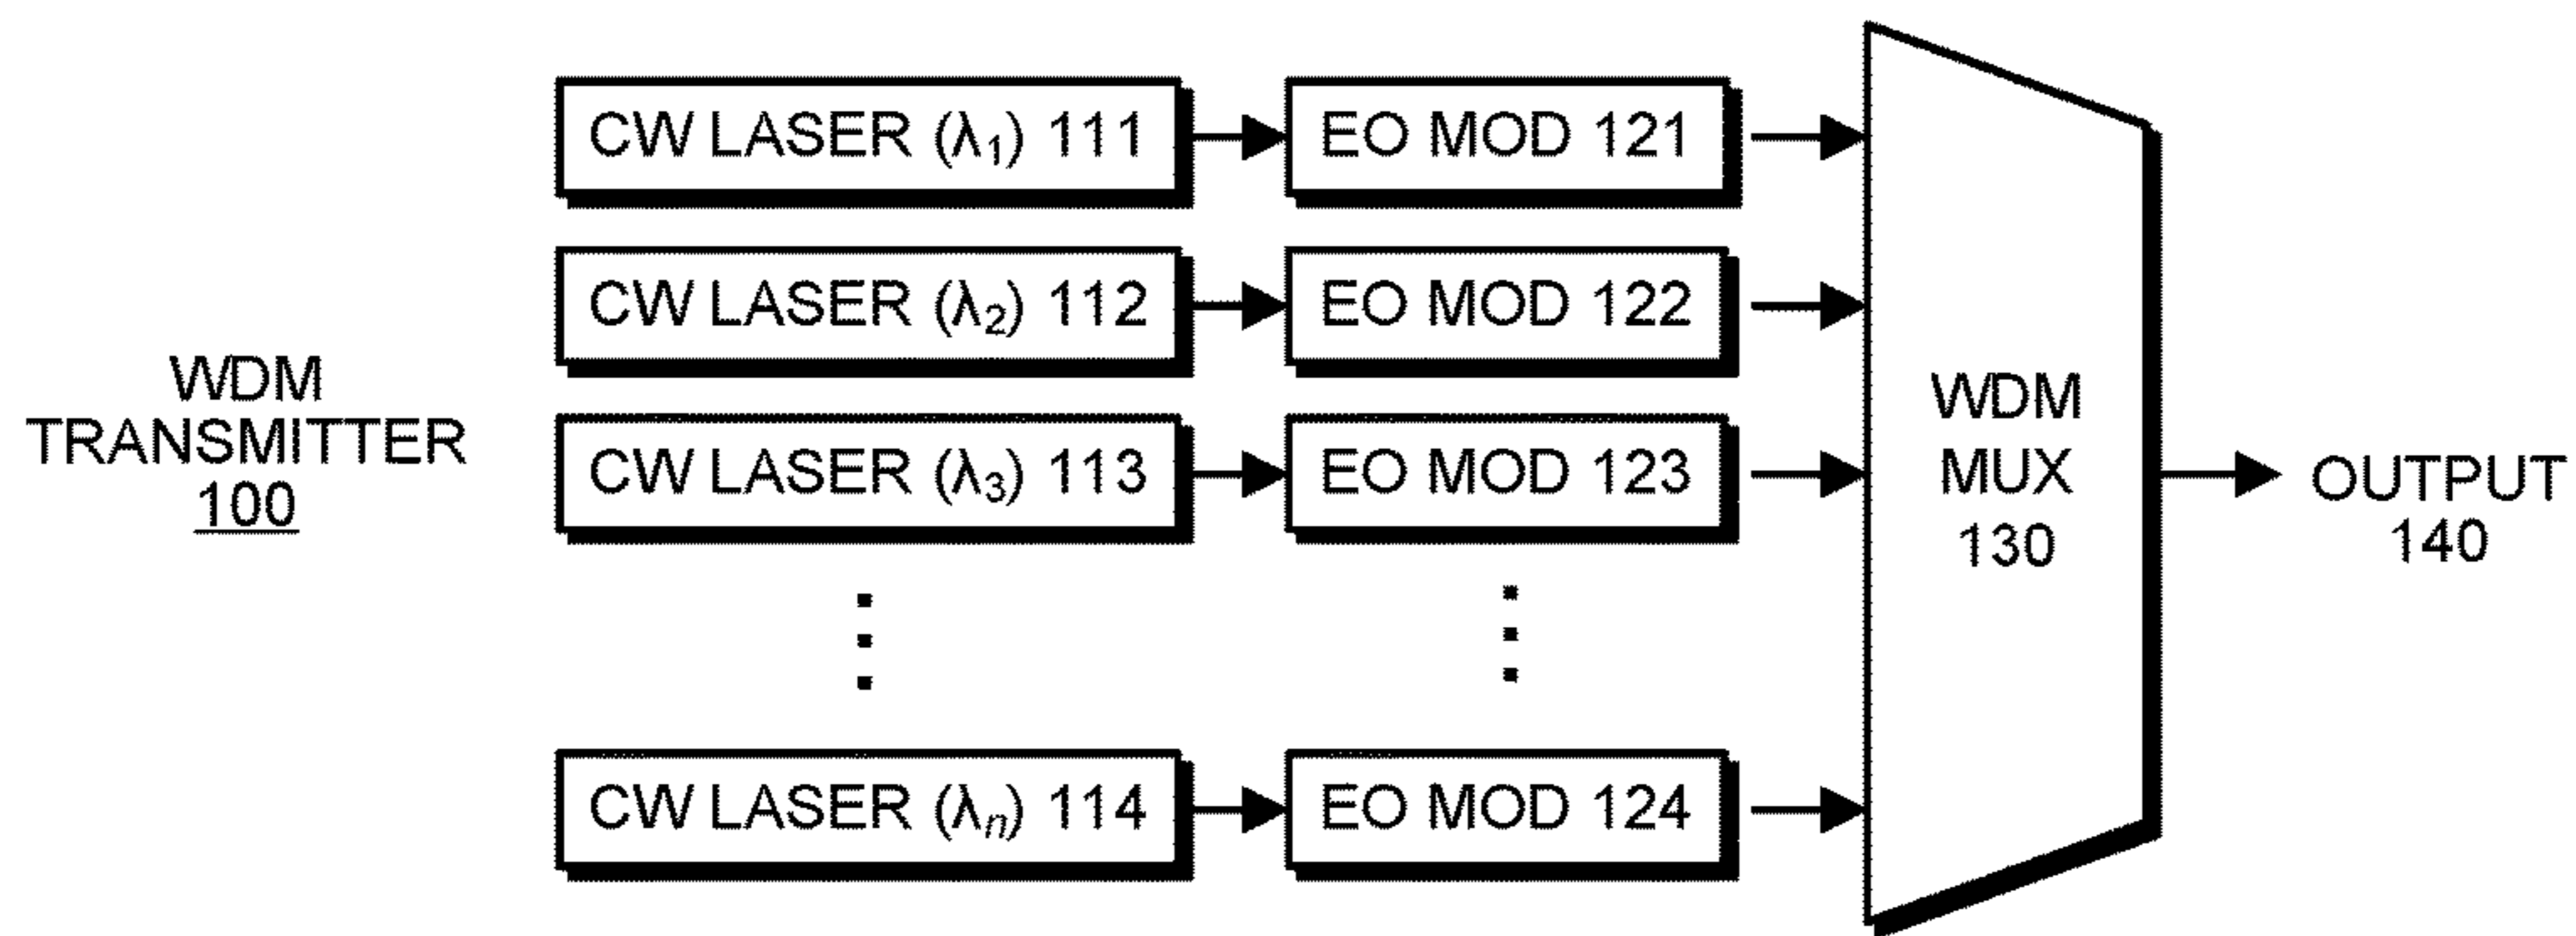 WDM
TRANSMITTER
100
CW LASER (λ₁) 111
EO MOD 121
CW LASER (λ₂) 112
EO MOD 122
CW LASER (λ₃) 113
EO MOD 123
CW LASER (λₙ) 114
EO MOD 124
WDM
MUX
130
OUTPUT
140